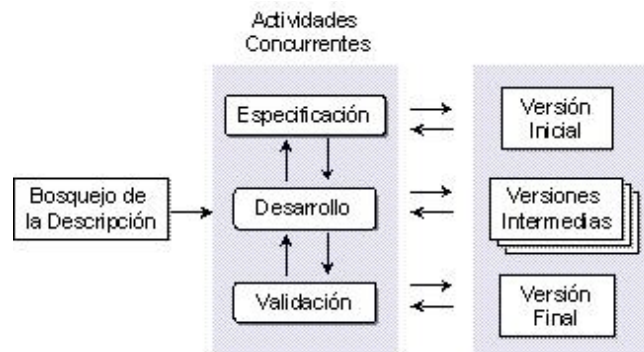 Actividades
Concurrentes
Especificación
Versión
Inicial
Bosquejo de
la Descripción
Desarrollo
Versiones
Intermedias
Validación
Versión
Final